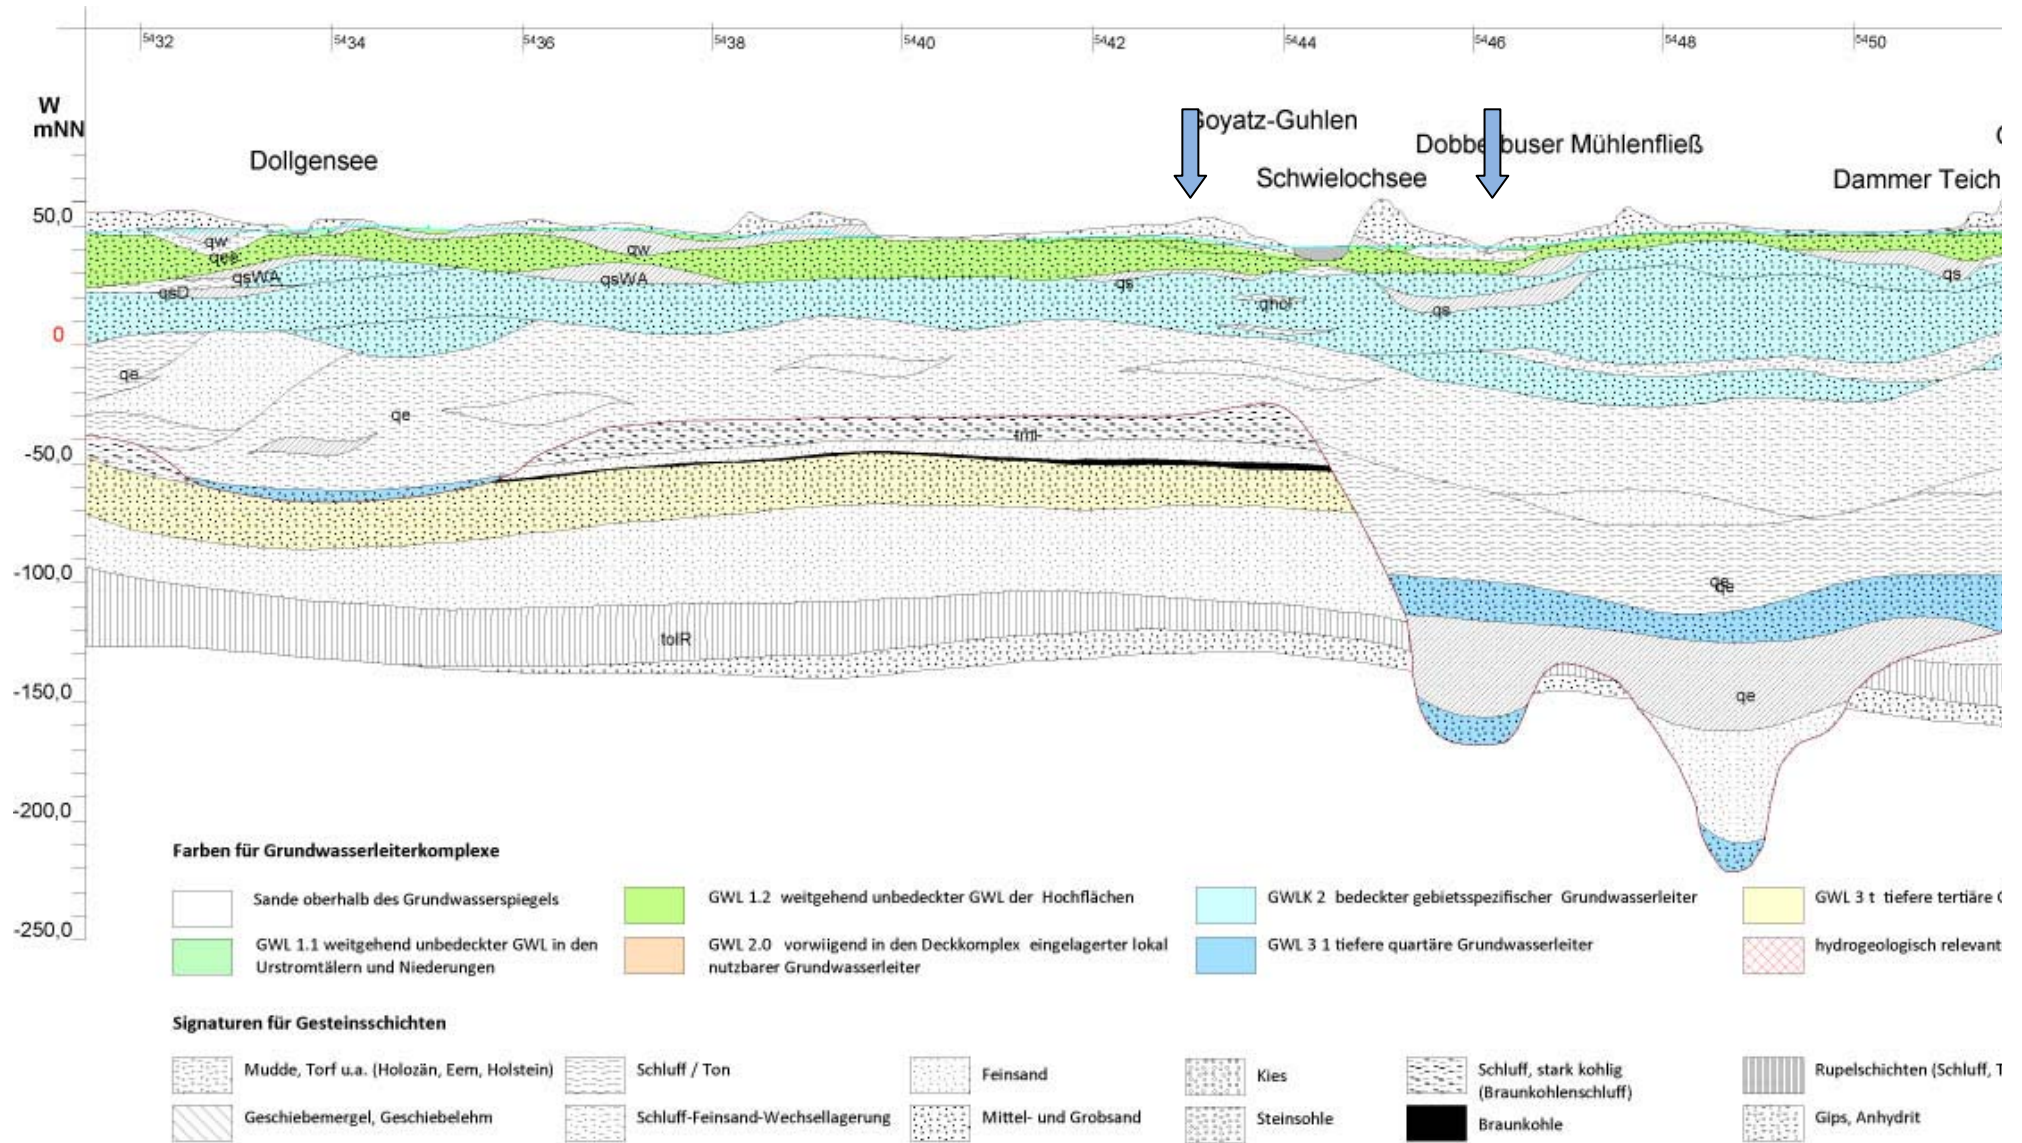 5432 5434 5436 5438 5440 5442 5444 5446 5448 5450
W
mNN
Goyatz-Guhlen
Dobberbuser Mühlenfließ
Dollgensee
Schwielochsee
Dammer Teich
50,0
qw
qw
qee
qsWA
qsWA
qs
qs
qsD
qhol
qs
0
qe
qe
tmi
-50,0
-100,0
qe
qe
tolR
-150,0
qe
-200,0
-250,0
Farben für Grundwasserleiterkomplexe
Sande oberhalb des Grundwasserspiegels
GWL 1.2 weitgehend unbedeckter GWL der Hochflächen
GWLK 2 bedeckter gebietsspezifischer Grundwasserleiter
GWL 3 t tiefere tertiäre G
GWL 1.1 weitgehend unbedeckter GWL in den
Urstromtälern und Niederungen
GWL 2.0 vorwiigend in den Deckkomplex eingelagerter lokal
nutzbarer Grundwasserleiter
GWL 3 1 tiefere quartäre Grundwasserleiter
hydrogeologisch relevant
Signaturen für Gesteinsschichten
Mudde, Torf u.a. (Holozän, Eem, Holstein)
Schluff / Ton
Feinsand
Kies
Schluff, stark kohlig
(Braunkohlenschluff)
Rupelschichten (Schluff, T
Geschiebemergel, Geschiebelehm
Schluff-Feinsand-Wechsellagerung
Mittel- und Grobsand
Steinsohle
Braunkohle
Gips, Anhydrit